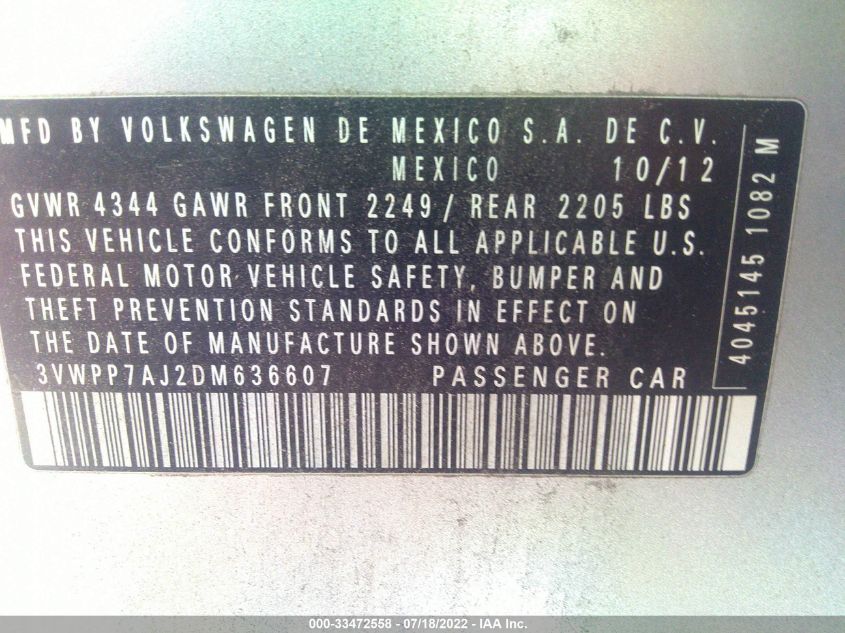 MFD BY VOLKSWAGEN DE MEXICO S.A. DE C.V.
MEXICO 10/12
GVWR 4344 GAWR FRONT 2249 / REAR 2205 LBS
THIS VEHICLE CONFORMS TO ALL APPLICABLE U.S.
FEDERAL MOTOR VEHICLE SAFETY, BUMPER AND
THEFT PREVENTION STANDARDS IN EFFECT ON
THE DATE OF MANUFACTURE SHOWN ABOVE.
3VWPP7AJ2DM636607 PASSENGER CAR
4045145 1082 M
000-33472558 - 07/18/2022 - IAA Inc.